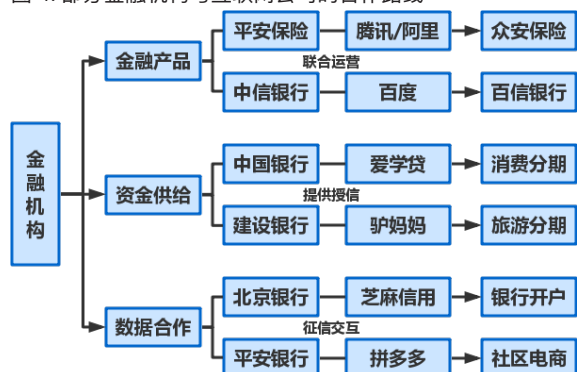 平安保险 腾讯/阿里 众安保险
金融产品
联合运营
中信银行 百度 百信银行
金融机构
中国银行 爱学贷 消费分期
资金供给
提供授信
建设银行 驴妈妈 旅游分期
北京银行 芝麻信用 银行开户
数据合作
征信交互
平安银行 拼多多 社区电商